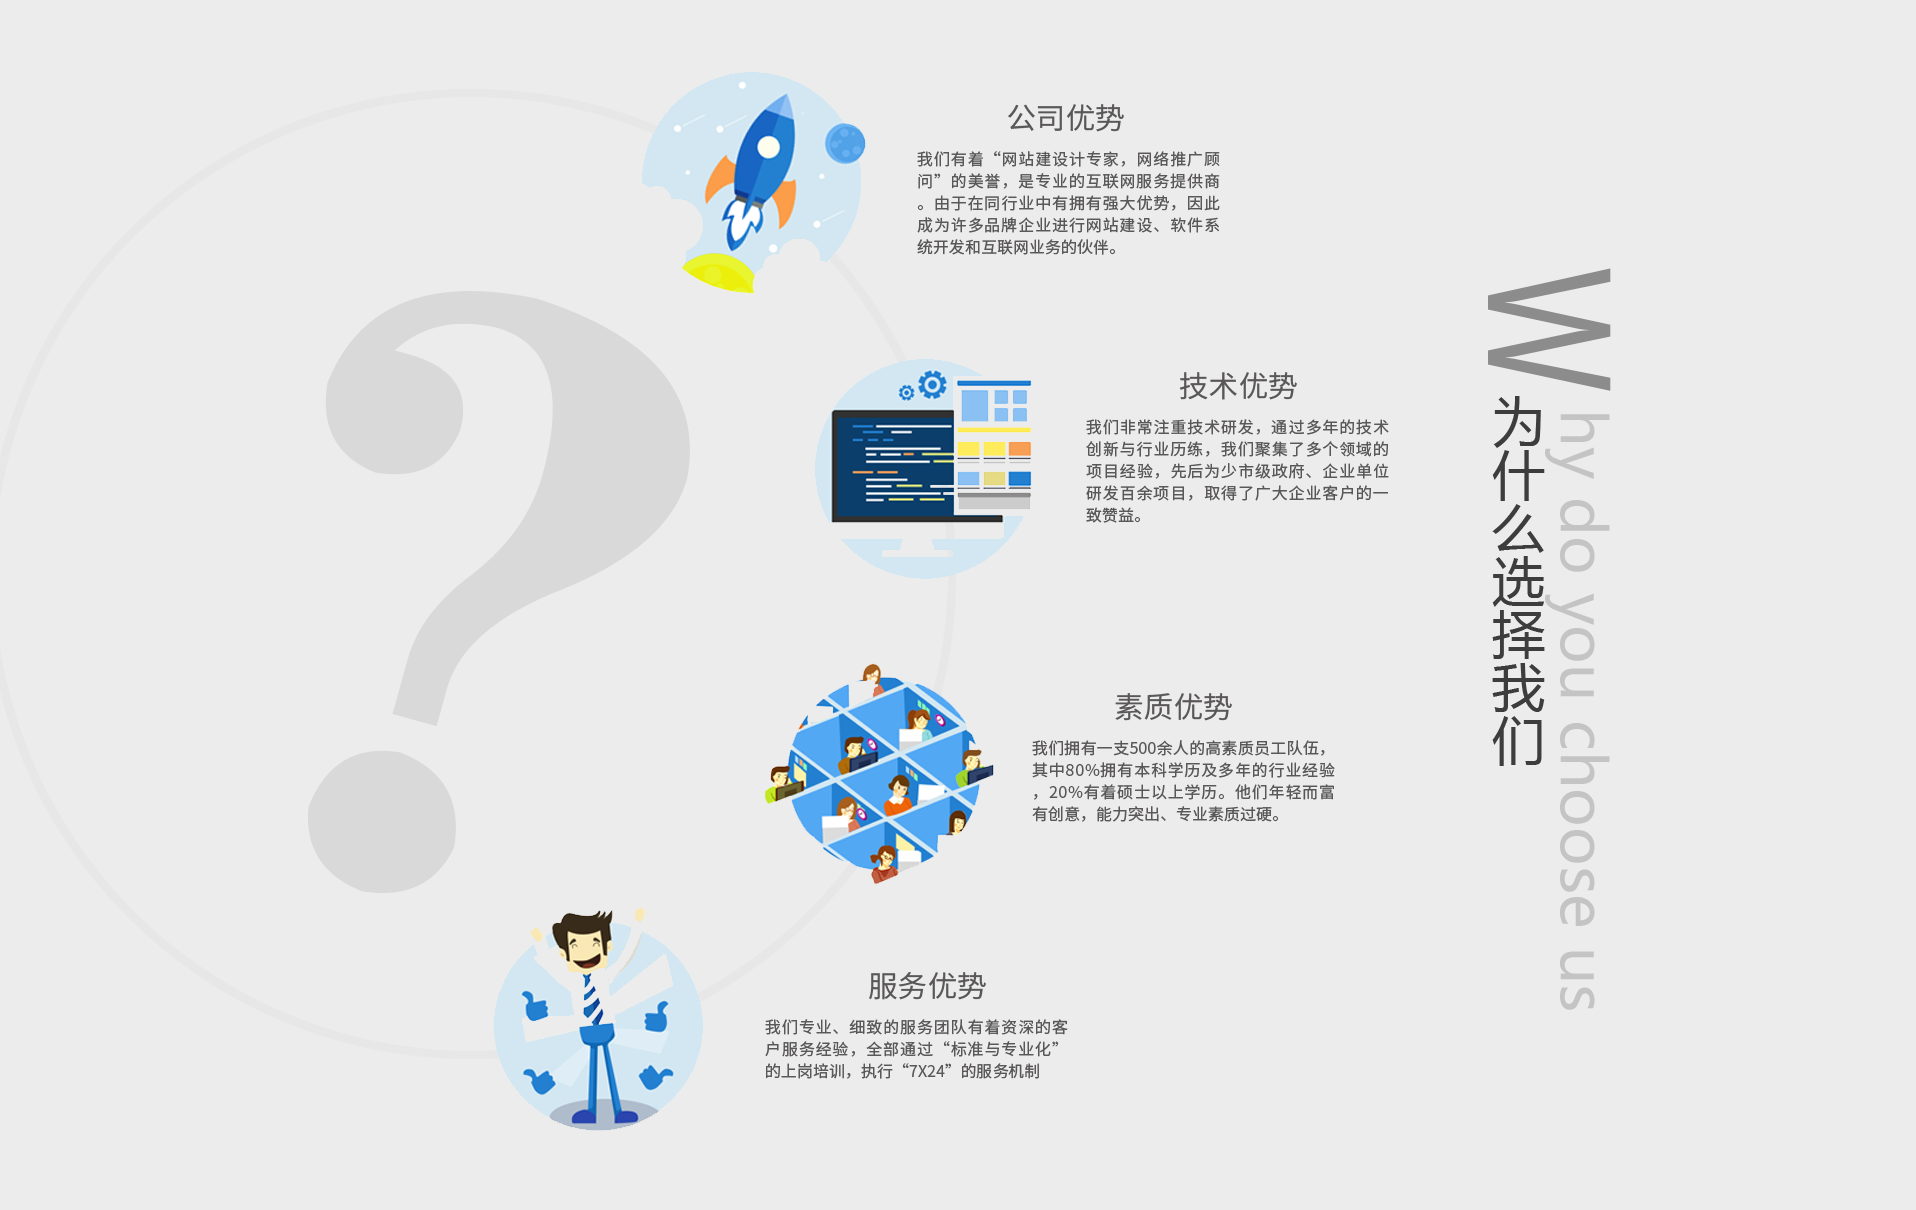 公司优势
我们有着“网站建设计专家，网络推广顾
问”的美誉，是专业的互联网服务提供商
。由于在同行业中有拥有强大优势，因此
成为许多品牌企业进行网站建设、软件系
统开发和互联网业务的伙伴。
技术优势
我们非常注重技术研发，通过多年的技术
创新与行业历练，我们聚集了多个领域的
项目经验，先后为少市级政府、企业单位
研发百余项目，取得了广大企业客户的一
致赞益。
素质优势
我们拥有一支500余人的高素质员工队伍，
其中80%拥有本科学历及多年的行业经验
，20%有着硕士以上学历。他们年轻而富
有创意，能力突出、专业素质过硬。
服务优势
我们专业、细致的服务团队有着资深的客
户服务经验，全部通过“标准与专业化”
的上岗培训，执行“7X24”的服务机制
Why do you choose us
为什么选择我们
?